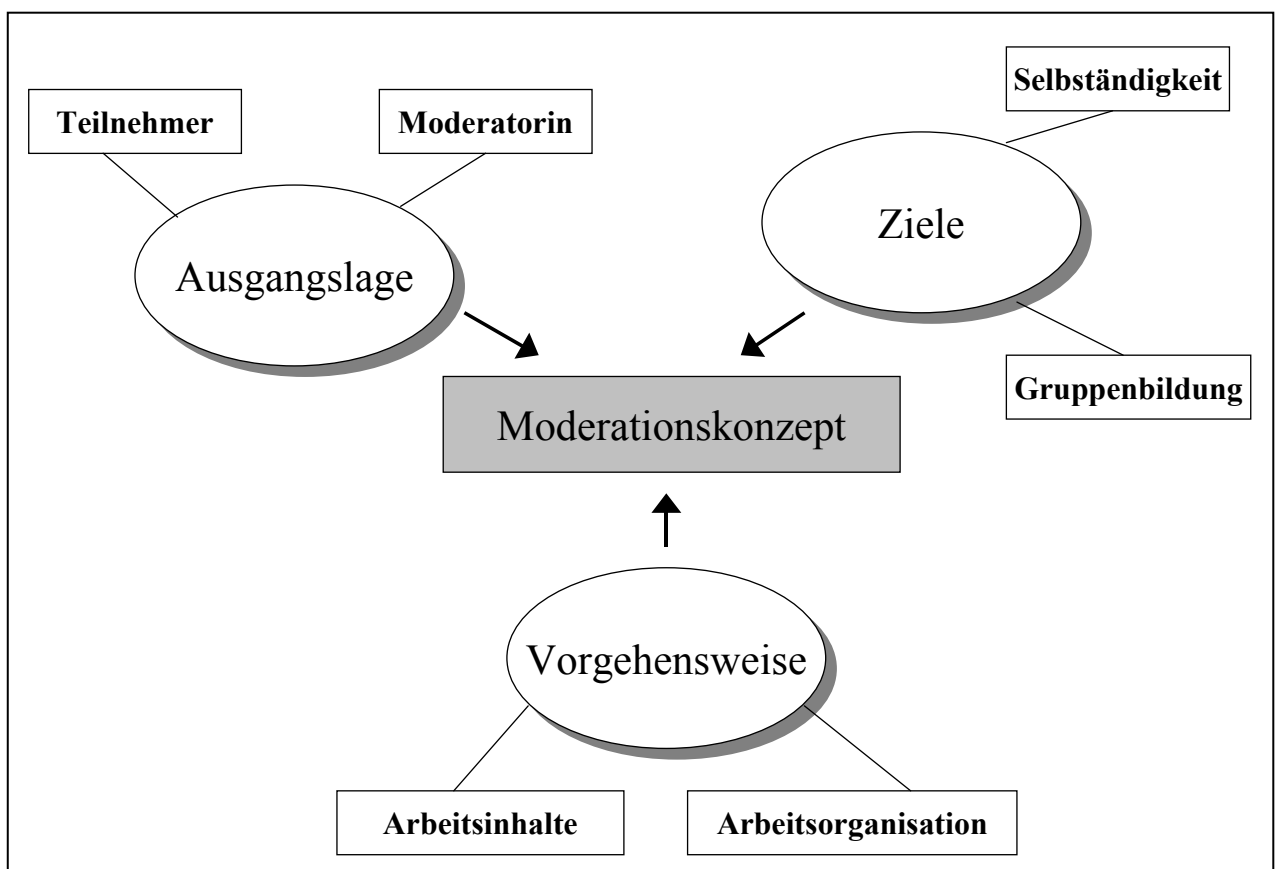 Selbständigkeit
Teilnehmer
Moderatorin
Ziele
Ausgangslage
Gruppenbildung
Moderationskonzept
Vorgehensweise
Arbeitsinhalte
Arbeitsorganisation